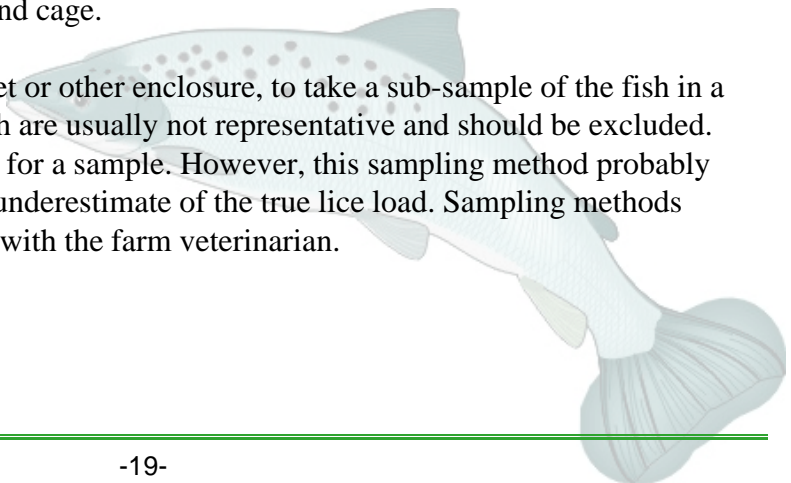 nd cage.
et or other enclosure, to take a sub-sample of the fish in a
h are usually not representative and should be excluded.
for a sample. However, this sampling method probably
underestimate of the true lice load. Sampling methods
with the farm veterinarian.
-19-